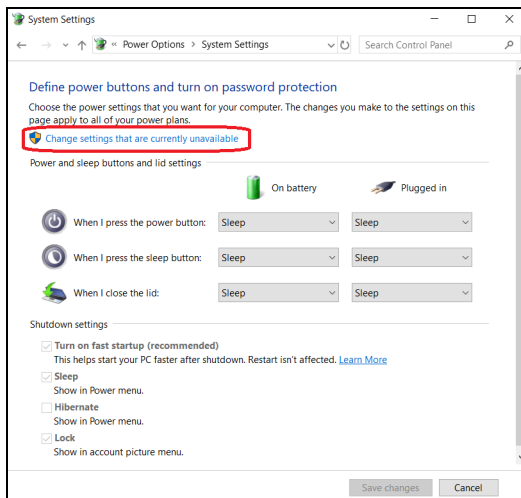 System Settings
« Power Options > System Settings
Search Control Panel
Define power buttons and turn on password protection
Choose the power settings that you want for your computer. The changes you make to the settings on this
page apply to all of your power plans.
Change settings that are currently unavailable
Power and sleep buttons and lid settings
On battery Plugged in
When I press the power button: Sleep Sleep
When I press the sleep button: Sleep Sleep
When I close the lid: Sleep Sleep
Shutdown settings
Turn on fast startup (recommended)
This helps start your PC faster after shutdown. Restart isn't affected. Learn More
Sleep
Show in Power menu.
Hibernate
Show in Power menu.
Lock
Show in account picture menu.
Save changes Cancel